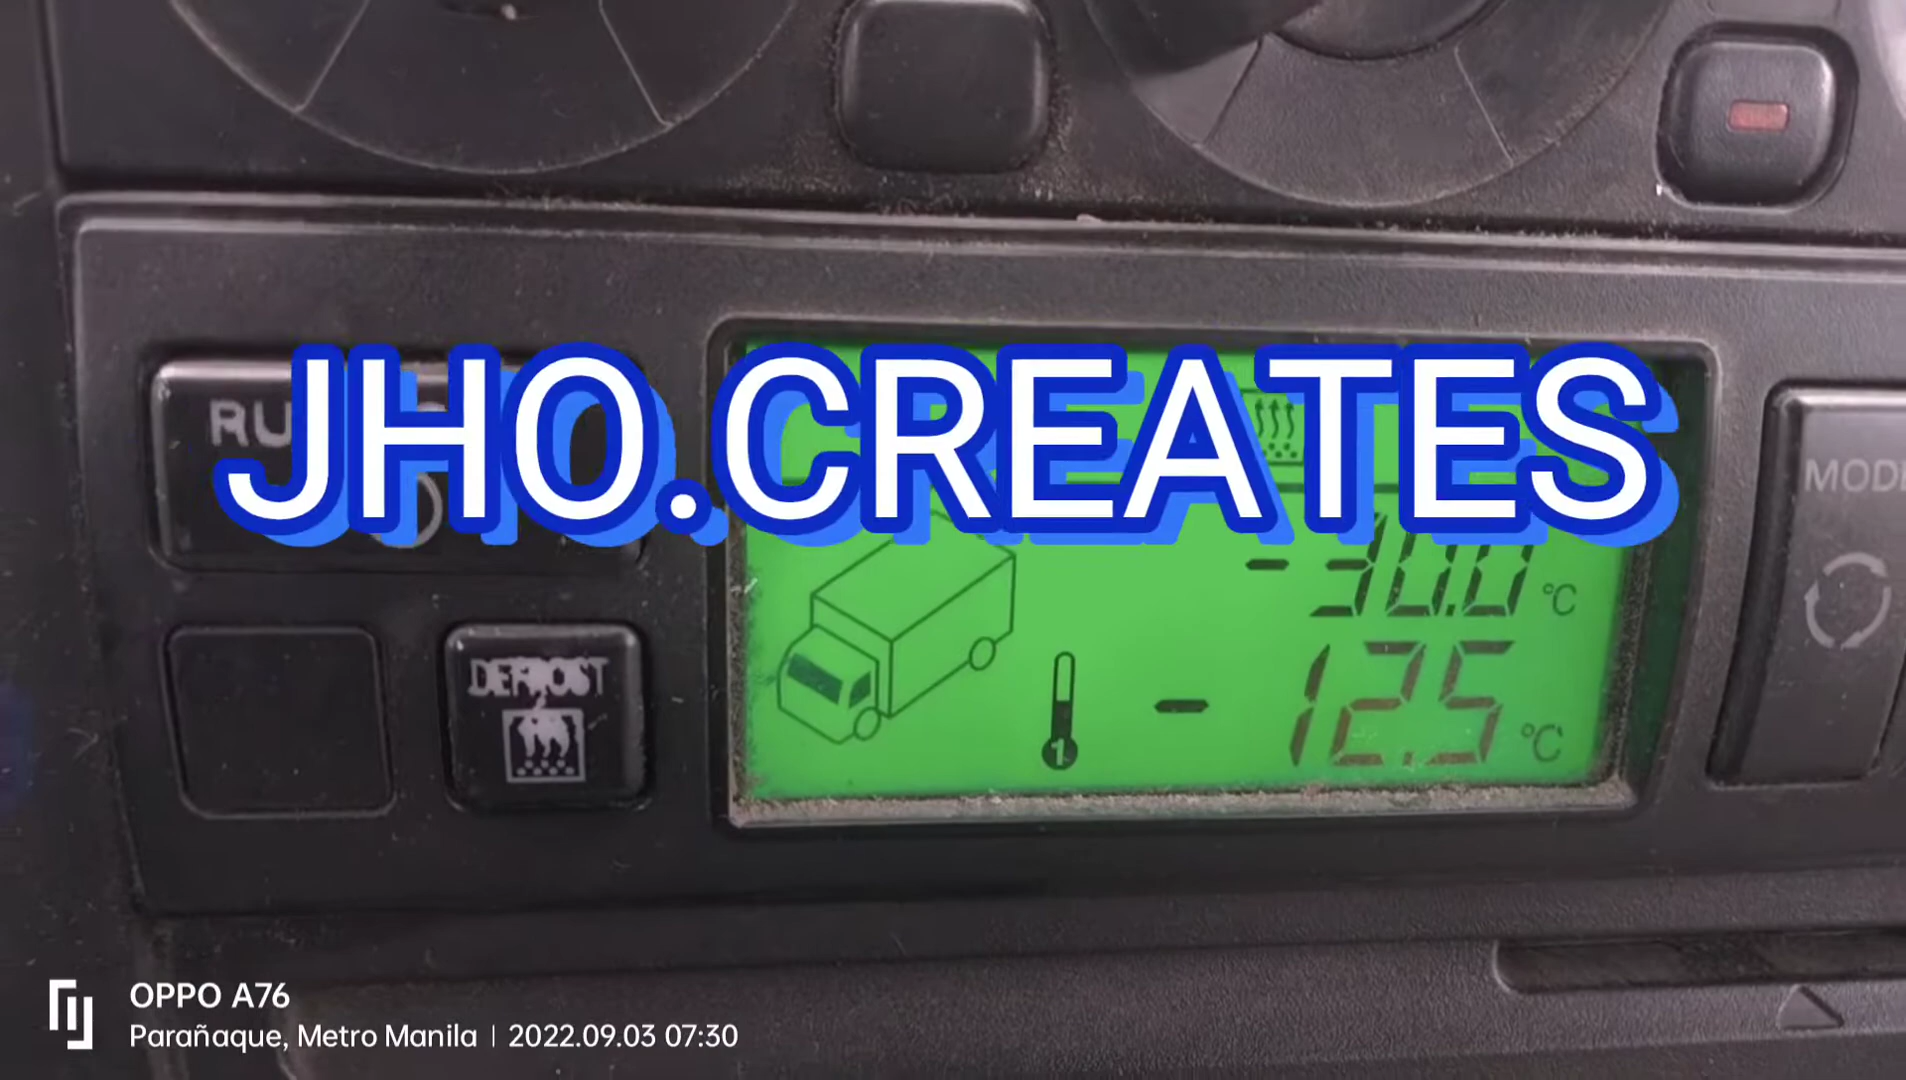 JHO.CREATES
RU
MODE
-30.0 °C
DEFROST
1
-12.5 °C
OPPO A76
Parañaque, Metro Manila | 2022.09.03 07:30